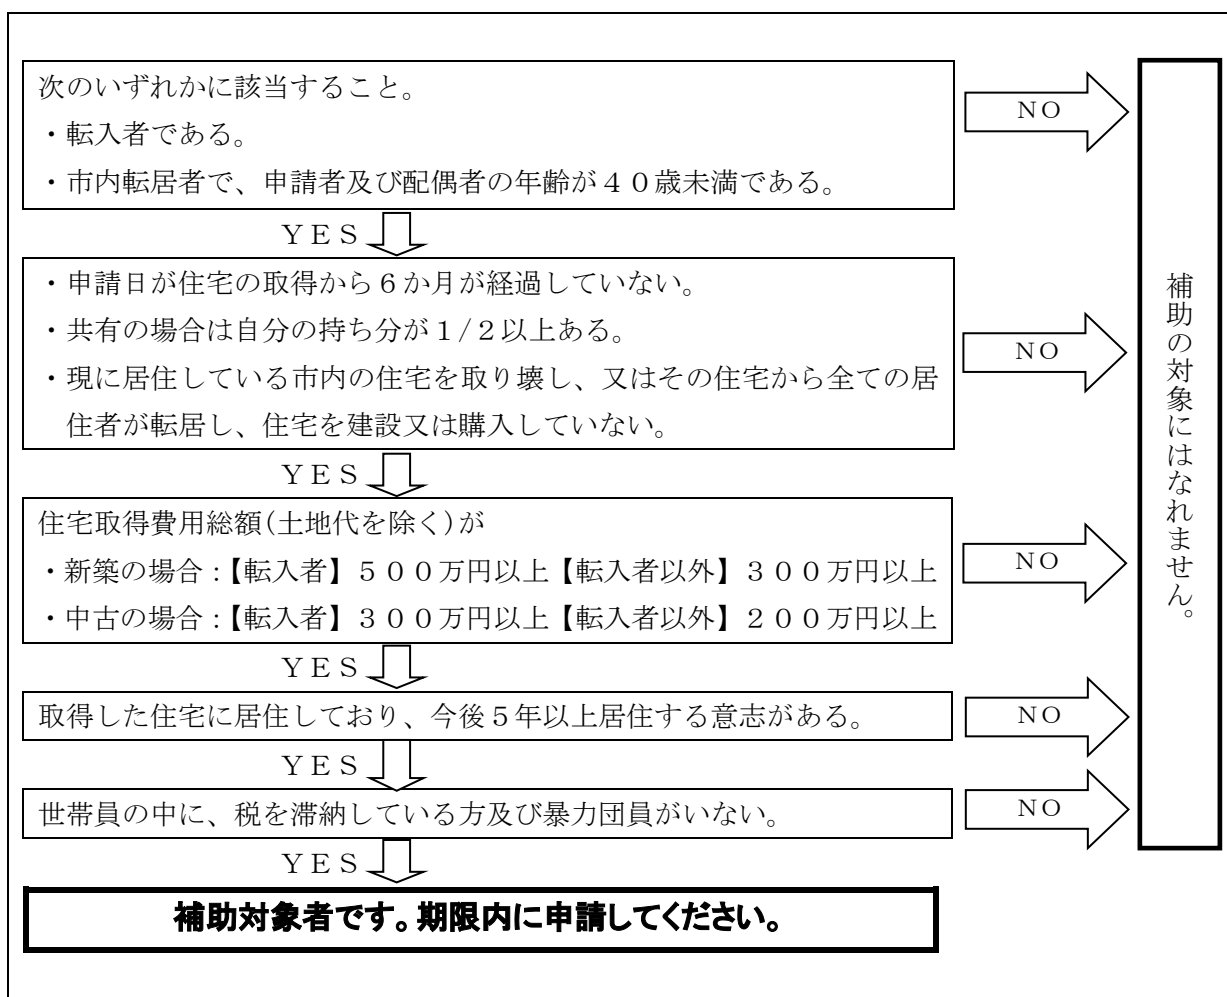 次のいずれかに該当すること。
・転入者である。
・市内転居者で、申請者及び配偶者の年齢が４０歳未満である。
ＮＯ
ＹＥＳ
・申請日が住宅の取得から６か月が経過していない。
・共有の場合は自分の持ち分が１/２以上ある。
・現に居住している市内の住宅を取り壊し、又はその住宅から全ての居
住者が転居し、住宅を建設又は購入していない。
ＮＯ
ＹＥＳ
住宅取得費用総額(土地代を除く)が
・新築の場合：【転入者】５００万円以上【転入者以外】３００万円以上
・中古の場合：【転入者】３００万円以上【転入者以外】２００万円以上
ＮＯ
ＹＥＳ
取得した住宅に居住しており、今後５年以上居住する意志がある。
ＮＯ
ＹＥＳ
世帯員の中に、税を滞納している方及び暴力団員がいない。
ＮＯ
ＹＥＳ
補助対象者です。期限内に申請してください。
補助の対象にはなれません。